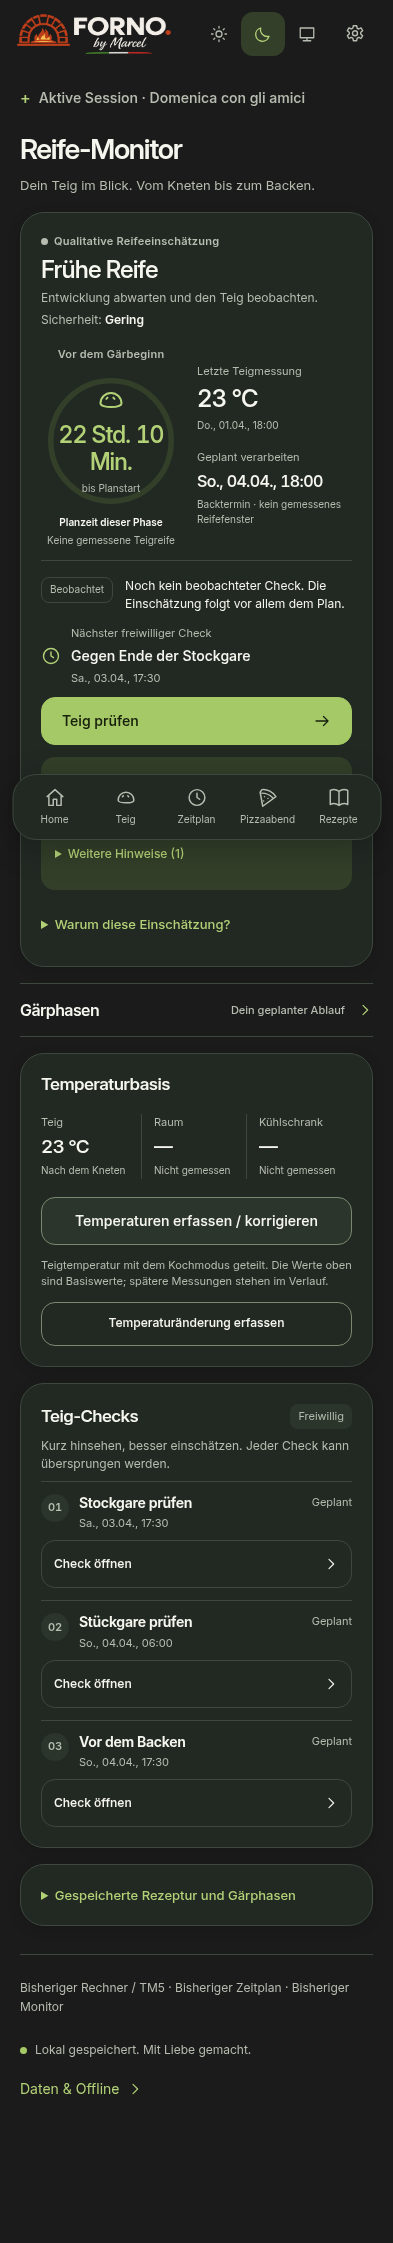 FORNO.
by Marcel
+ Aktive Session · Domenica con gli amici
Reife-Monitor
Dein Teig im Blick. Vom Kneten bis zum Backen.
Qualitative Reifeeinschätzung
Frühe Reife
Entwicklung abwarten und den Teig beobachten.
Sicherheit: Gering
Vor dem Gärbeginn
22 Std. 10
Min.
bis Planstart
Planzeit dieser Phase
Keine gemessene Teigreife
Letzte Teigmessung
23 °C
Do., 01.04., 18:00
Geplant verarbeiten
So., 04.04., 18:00
Backtermin · kein gemessenes
Reifefenster
Beobachtet
Noch kein beobachteter Check. Die
Einschätzung folgt vor allem dem Plan.
Nächster freiwilliger Check
Gegen Ende der Stockgare
Sa., 03.04., 17:30
Teig prüfen
Home
Teig
Zeitplan
Pizzaabend
Rezepte
Weitere Hinweise (1)
Warum diese Einschätzung?
Gärphasen
Dein geplanter Ablauf
Temperaturbasis
Teig
23 °C
Nach dem Kneten
Raum
—
Nicht gemessen
Kühlschrank
—
Nicht gemessen
Temperaturen erfassen / korrigieren
Teigtemperatur mit dem Kochmodus geteilt. Die Werte oben
sind Basiswerte; spätere Messungen stehen im Verlauf.
Temperaturänderung erfassen
Teig-Checks
Freiwillig
Kurz hinsehen, besser einschätzen. Jeder Check kann
übersprungen werden.
01
Stockgare prüfen
Geplant
Sa., 03.04., 17:30
Check öffnen
02
Stückgare prüfen
Geplant
So., 04.04., 06:00
Check öffnen
03
Vor dem Backen
Geplant
So., 04.04., 17:30
Check öffnen
Gespeicherte Rezeptur und Gärphasen
Bisheriger Rechner / TM5 · Bisheriger Zeitplan · Bisheriger
Monitor
Lokal gespeichert. Mit Liebe gemacht.
Daten & Offline